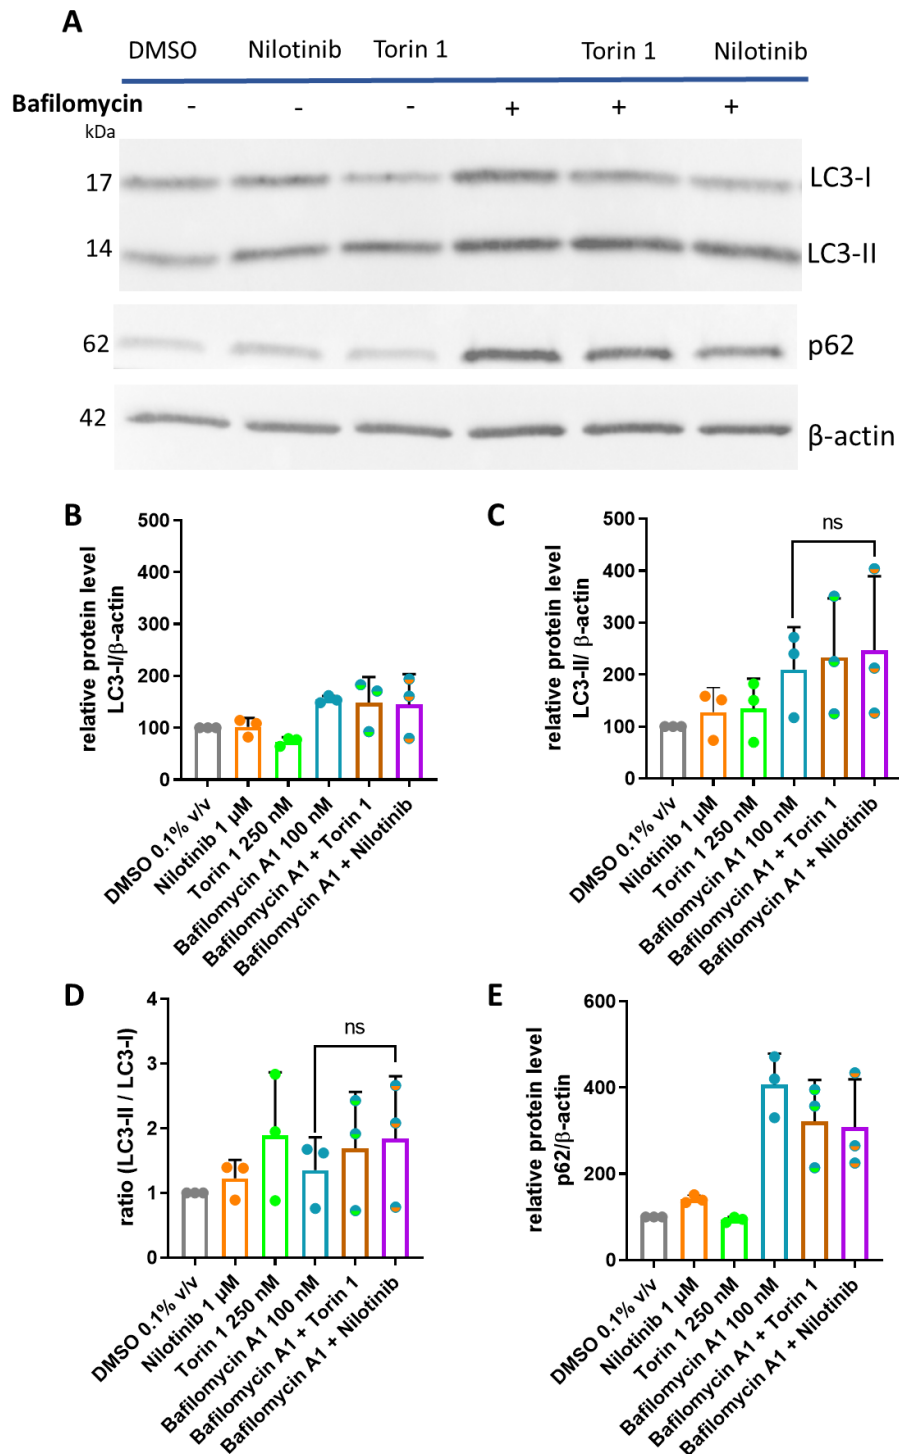 A
DMSO Nilotinib Torin 1 Torin 1 Nilotinib
Bafilomycin - - - + + +
kDa
17 LC3-I
14 LC3-II
62 p62
42 β-actin
B
relative protein level
LC3-I/β-actin
500
400
300
200
100
0
DMSO 0.1% v/v
Nilotinib 1 µM
Torin 1 250 nM
Bafilomycin A1 100 nM
Bafilomycin A1 + Torin 1
Bafilomycin A1 + Nilotinib
C
relative protein level
LC3-II/ β-actin
500
400
300
200
100
0
ns
DMSO 0.1% v/v
Nilotinib 1 µM
Torin 1 250 nM
Bafilomycin A1 100 nM
Bafilomycin A1 + Torin 1
Bafilomycin A1 + Nilotinib
D
ratio (LC3-II / LC3-I)
4
3
2
1
0
ns
DMSO 0.1% v/v
Nilotinib 1 µM
Torin 1 250 nM
Bafilomycin A1 100 nM
Bafilomycin A1 + Torin 1
Bafilomycin A1 + Nilotinib
E
relative protein level
p62/β-actin
600
400
200
0
DMSO 0.1% v/v
Nilotinib 1 µM
Torin 1 250 nM
Bafilomycin A1 100 nM
Bafilomycin A1 + Torin 1
Bafilomycin A1 + Nilotinib